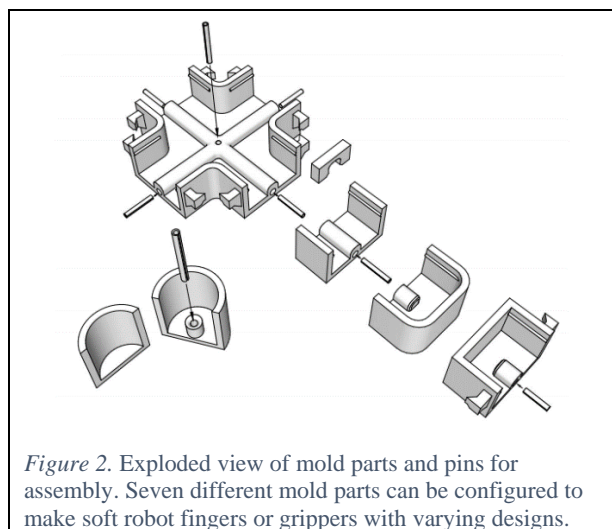 Figure 2. Exploded view of mold parts and pins for
assembly. Seven different mold parts can be configured to
make soft robot fingers or grippers with varying designs.